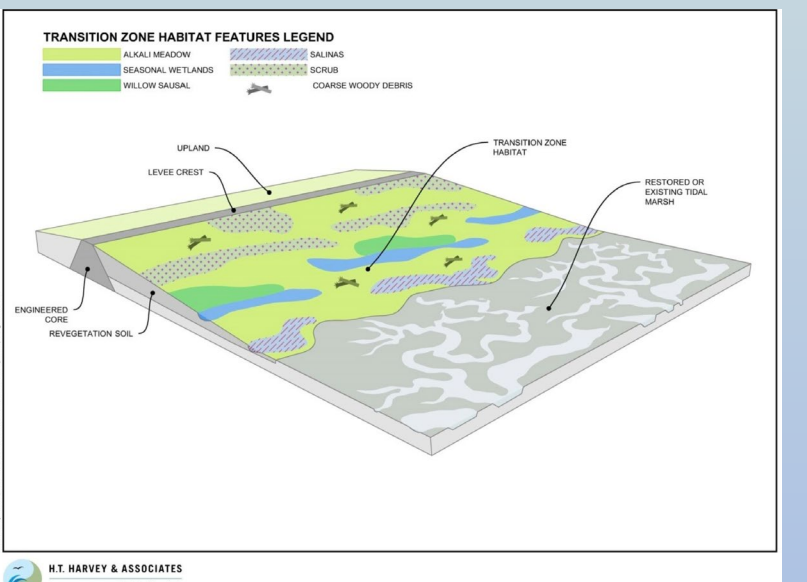 TRANSITION ZONE HABITAT FEATURES LEGEND
ALKALI MEADOW
SALINAS
SEASONAL WETLANDS
SCRUB
WILLOW SAUSAL
COARSE WOODY DEBRIS
UPLAND
LEVEE CREST
TRANSITION ZONE
HABITAT
RESTORED OR
EXISTING TIDAL
MARSH
ENGINEERED
CORE
REVEGETATION SOIL
H.T. HARVEY & ASSOCIATES